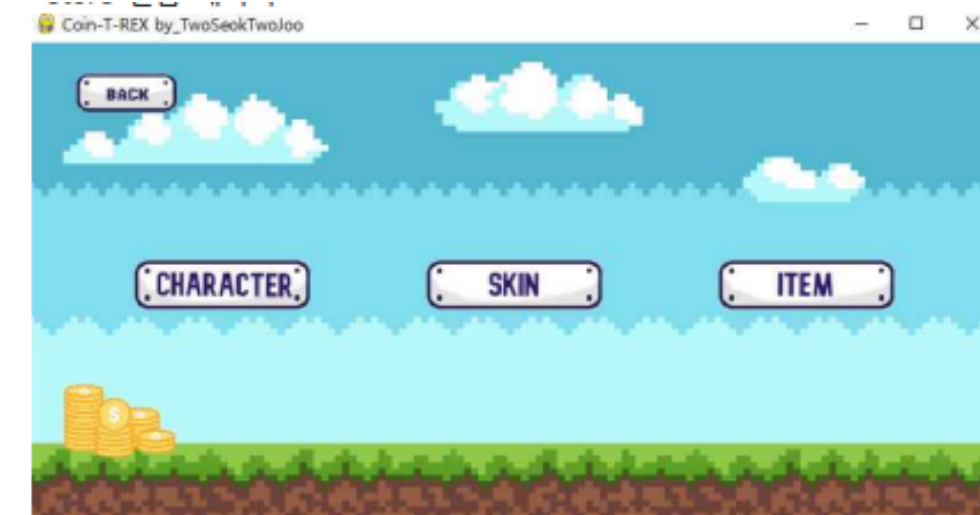 Coin-T-REX by_TwoSeokTwoJoo
BACK
CHARACTER
SKIN
ITEM
S